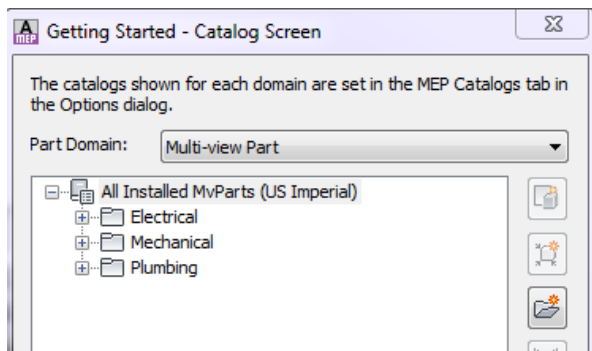 A
MEP
Getting Started - Catalog Screen
The catalogs shown for each domain are set in the MEP Catalogs tab in
the Options dialog.
Part Domain:
Multi-view Part
All Installed MvParts (US Imperial)
Electrical
Mechanical
Plumbing